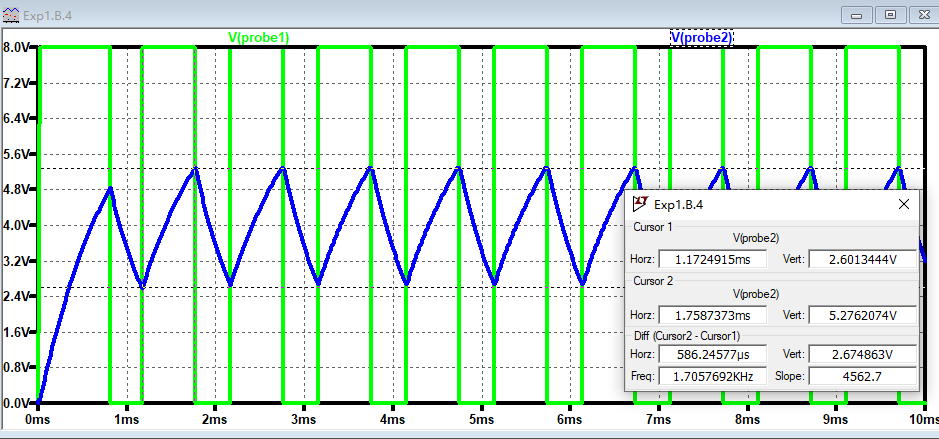 Exp1.B.4
V(probe1) V(probe2)
8.0V
7.2V
6.4V
5.6V
4.8V
4.0V
3.2V
2.4V
1.6V
0.8V
0.0V
0ms 1ms 2ms 3ms 4ms 5ms 6ms 7ms 8ms 9ms 10ms
Exp1.B.4
Cursor 1
V(probe2)
Horz: 1.1724915ms Vert: 2.6013444V
Cursor 2
V(probe2)
Horz: 1.7587373ms Vert: 5.2762074V
Diff (Cursor2 - Cursor1)
Horz: 586.24577µs Vert: 2.674863V
Freq: 1.7057692KHz Slope: 4562.7